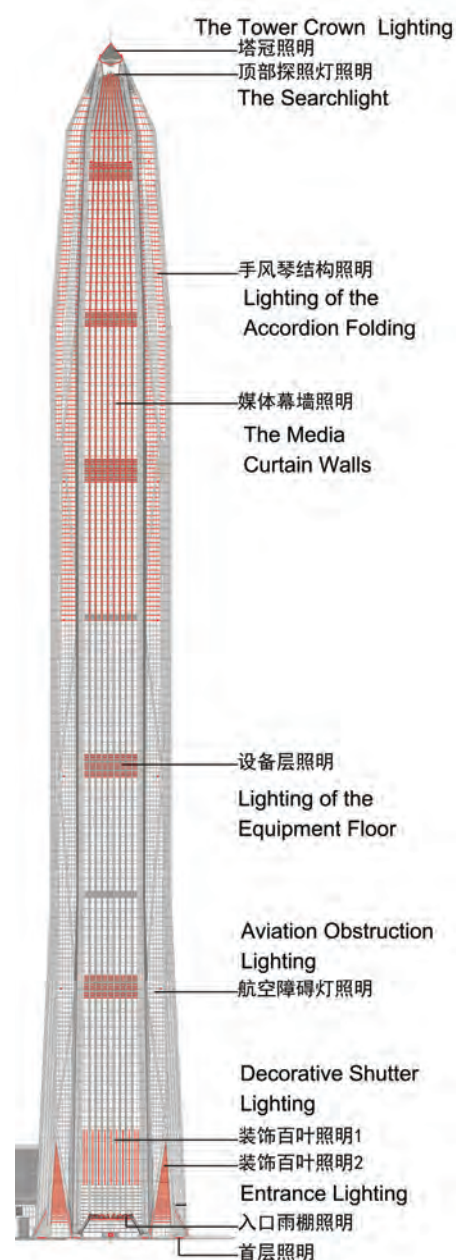 The Tower Crown Lighting
塔冠照明
顶部探照灯照明
The Searchlight
手风琴结构照明
Lighting of the
Accordion Folding
媒体幕墙照明
The Media
Curtain Walls
设备层照明
Lighting of the
Equipment Floor
Aviation Obstruction
Lighting
航空障碍灯照明
Decorative Shutter
Lighting
装饰百叶照明1
装饰百叶照明2
Entrance Lighting
入口雨棚照明
首层照明